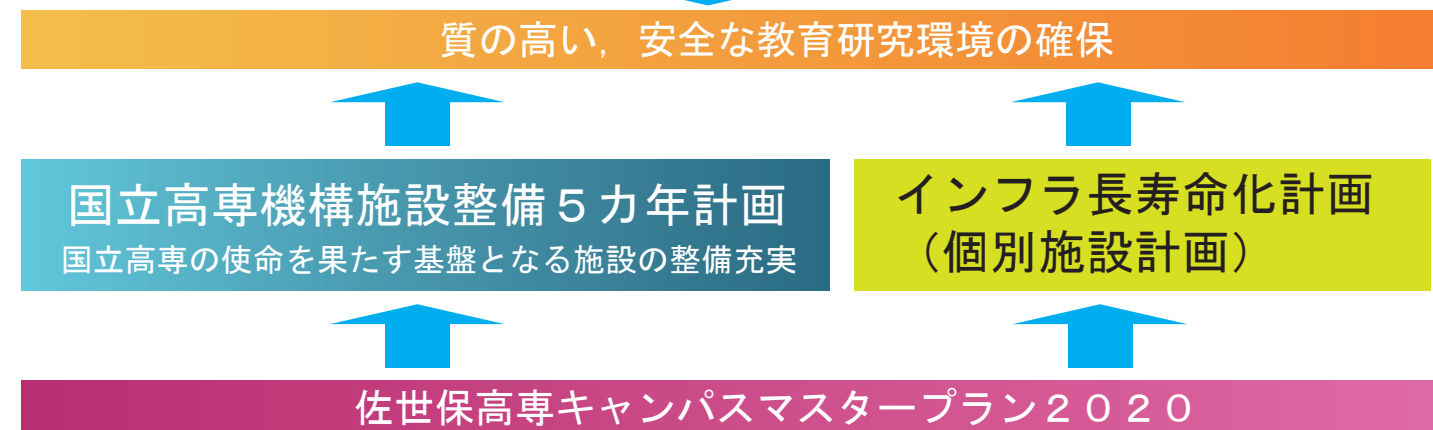 質の高い，安全な教育研究環境の確保
国立高専機構施設整備５カ年計画
国立高専の使命を果たす基盤となる施設の整備充実
インフラ長寿命化計画
（個別施設計画）
佐世保高専キャンパスマスタープラン２０２０